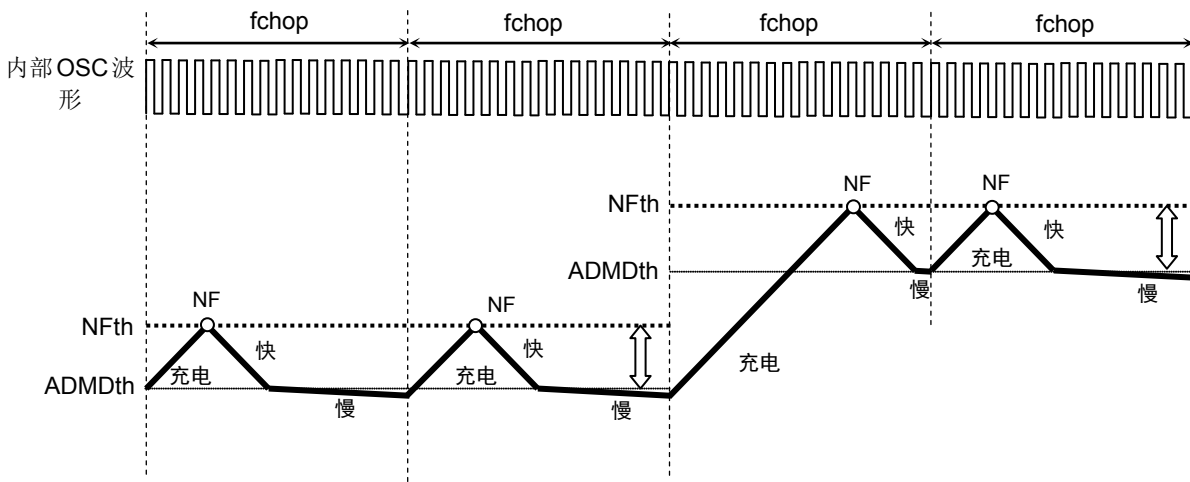 fchop fchop fchop fchop
内部OSC波
形
NF NF
NFth
快 快
ADMDth
充电 慢 充电 慢
NF NF
NFth
快 快
ADMDth
充电 充电
慢 慢